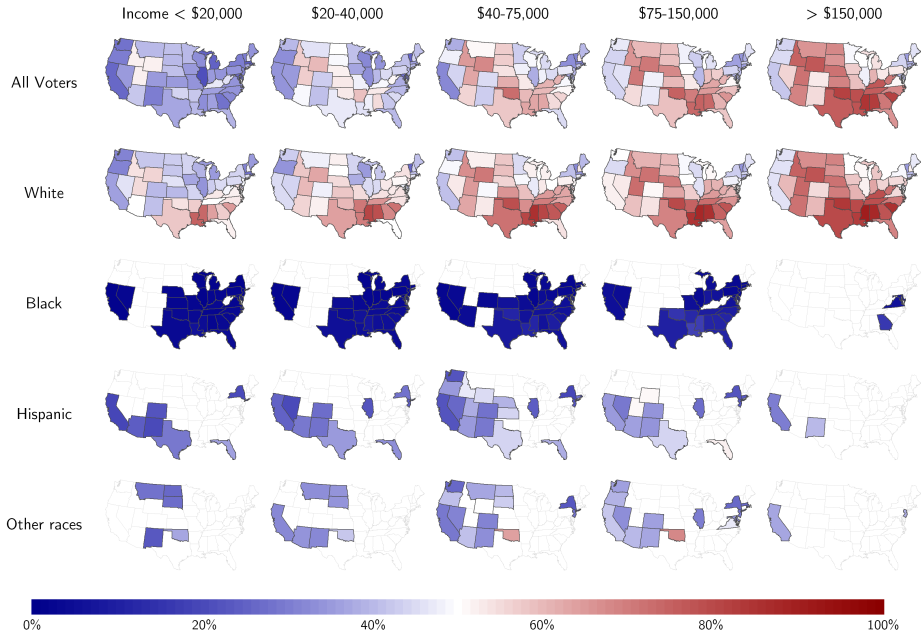 Income < $20,000 $20-40,000 $40-75,000 $75-150,000 > $150,000
All Voters
White
Black
Hispanic
Other races
0% 20% 40% 60% 80% 100%